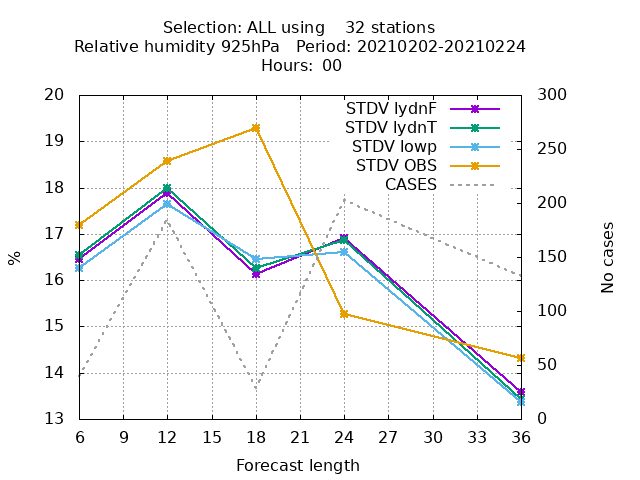 Selection: ALL using    32 stations
Relative humidity 925hPa   Period: 20210202-20210224
Hours: 00
STDV lydnF
STDV lydnT
STDV lowp
STDV OBS
CASES
20
19
18
17
16
15
14
13
%
300
250
200
150
100
50
0
No cases
6 9 12 15 18 21 24 27 30 33 36
Forecast length